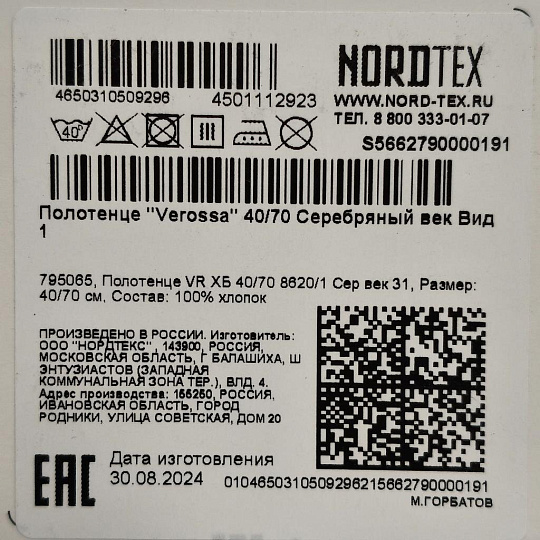 NORDTEX
4650310509296 4501112923
WWW.NORD-TEX.RU
ТЕЛ. 8 800 333-01-07
40°
S5662790000191
Полотенце "Verossa" 40/70 Серебряный век Вид
1
795065, Полотенце VR ХБ 40/70 8620/1 Сер век 31, Размер:
40/70 см, Состав: 100% хлопок
ПРОИЗВЕДЕНО В РОССИИ. Изготовитель:
ООО "НОРДТЕКС", 143900, РОССИЯ,
МОСКОВСКАЯ ОБЛАСТЬ, Г БАЛАШИХА, Ш
ЭНТУЗИАСТОВ (ЗАПАДНАЯ
КОММУНАЛЬНАЯ ЗОНА ТЕР.), ВЛД. 4.
Адрес производства: 155250, РОССИЯ,
ИВАНОВСКАЯ ОБЛАСТЬ, ГОРОД
РОДНИКИ, УЛИЦА СОВЕТСКАЯ, ДОМ 20
EAC
Дата изготовления
30.08.2024
0104650310509296215662790000191
М.ГОРБАТОВ